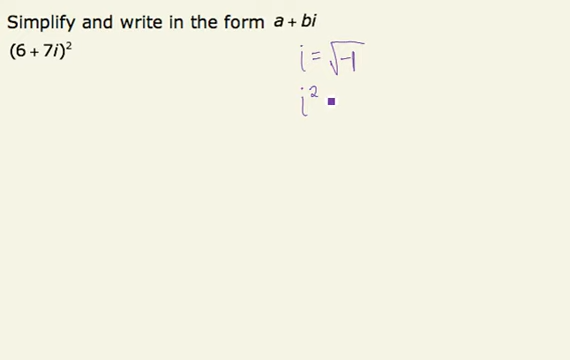 Simplify and write in the form a + bi
(6 + 7i)²
i = √-1
i²